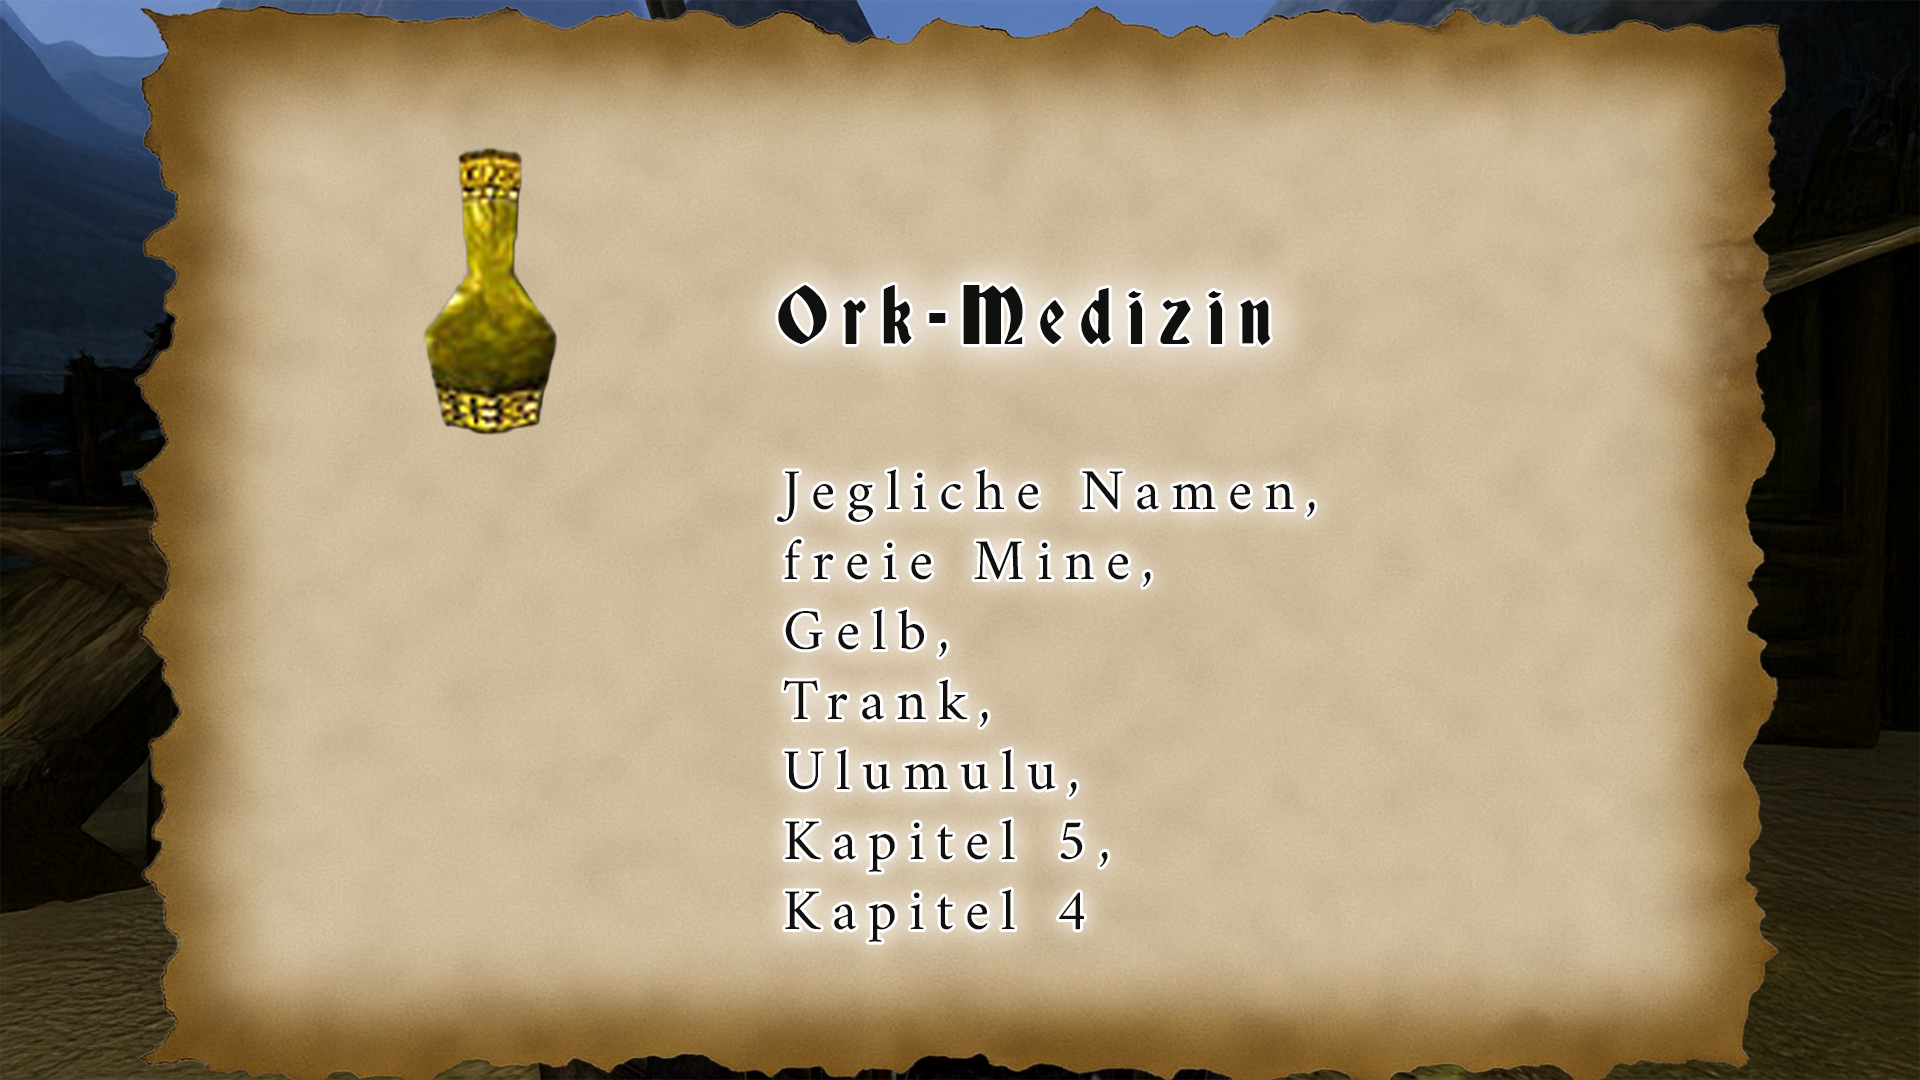 Ork-Medizin
Jegliche Namen,
freie Mine,
Gelb,
Trank,
Ulumulu,
Kapitel 5,
Kapitel 4